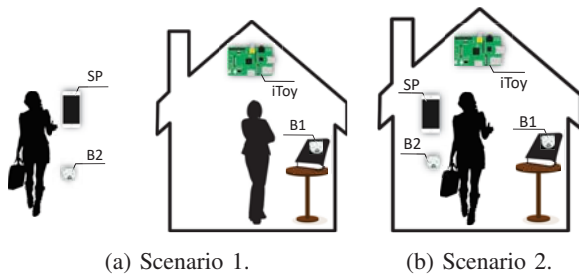 SP
B2
iToy
B1
(a) Scenario 1.
iToy
SP
B2
B1
(b) Scenario 2.